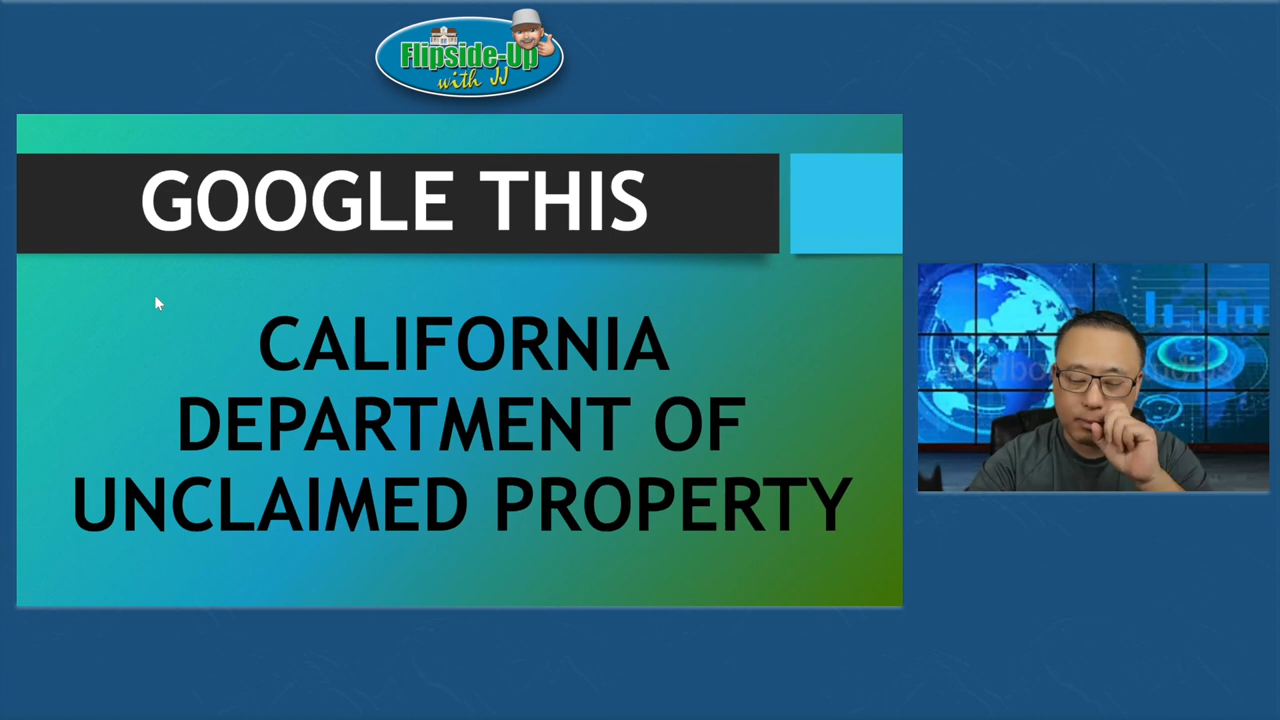 Flipside-Up
with JJ
GOOGLE THIS
CALIFORNIA
DEPARTMENT OF
UNCLAIMED PROPERTY